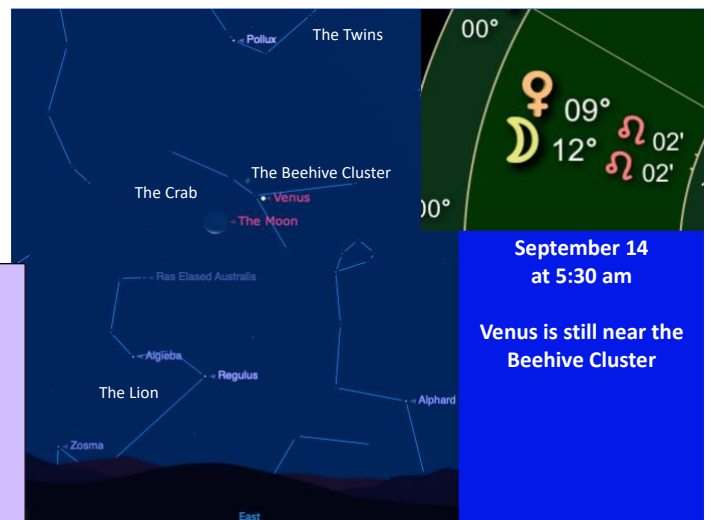 The Twins
Pollux
The Beehive Cluster
The Crab
Venus
The Moon
Ras Elased Australis
Algieba
Regulus
The Lion
Alphard
Zosma
East
00°
♀ 09° ♌ 02'
☽ 12° ♌ 02'
00°
September 14
at 5:30 am
Venus is still near the
Beehive Cluster